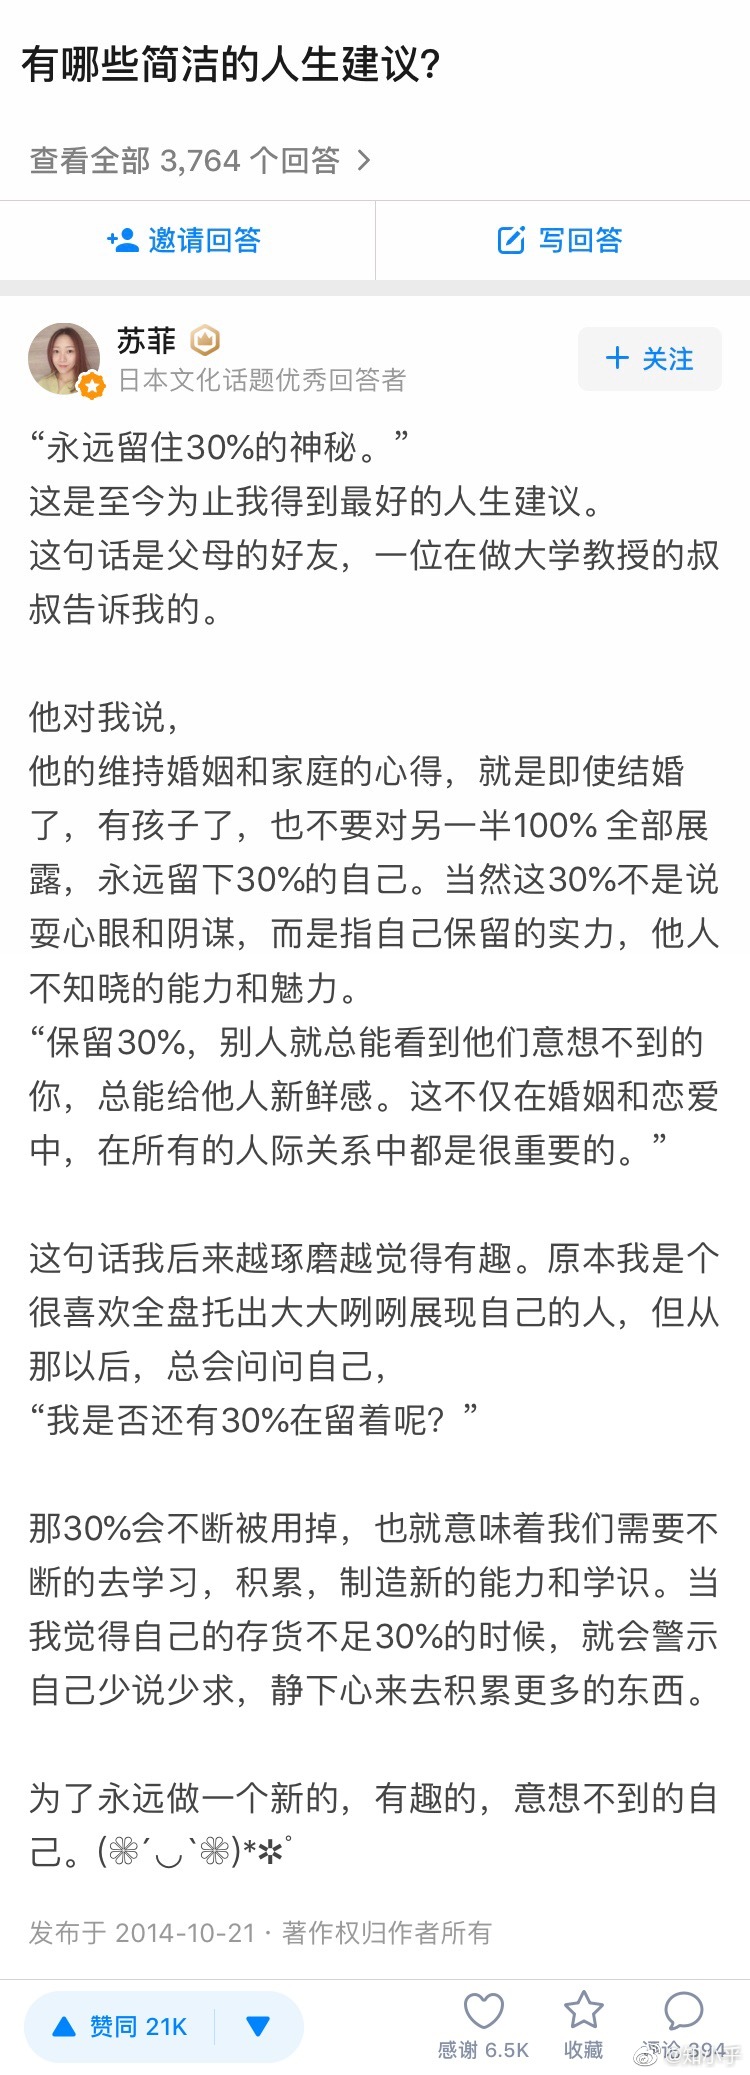 有哪些简洁的人生建议？
查看全部 3,764 个回答 >
邀请回答
写回答
苏菲
日本文化话题优秀回答者
+ 关注
“永远留住30%的神秘。”
这是至今为止我得到最好的人生建议。
这句话是父母的好友，一位在做大学教授的叔
叔告诉我的。
他对我说，
他的维持婚姻和家庭的心得，就是即使结婚
了，有孩子了，也不要对另一半100% 全部展
露，永远留下30%的自己。当然这30%不是说
耍心眼和阴谋，而是指自己保留的实力，他人
不知晓的能力和魅力。
“保留30%，别人就总能看到他们意想不到的
你，总能给他人新鲜感。这不仅在婚姻和恋爱
中，在所有的人际关系中都是很重要的。”
这句话我后来越琢磨越觉得有趣。原本我是个
很喜欢全盘托出大大咧咧展现自己的人，但从
那以后，总会问问自己，
“我是否还有30%在留着呢？”
那30%会不断被用掉，也就意味着我们需要不
断的去学习，积累，制造新的能力和学识。当
我觉得自己的存货不足30%的时候，就会警示
自己少说少求，静下心来去积累更多的东西。
为了永远做一个新的，有趣的，意想不到的自
己。(❀´◡`❀)*✲ﾟ
发布于 2014-10-21 · 著作权归作者所有
赞同 21K
感谢 6.5K
收藏
评论 394
@知小乎